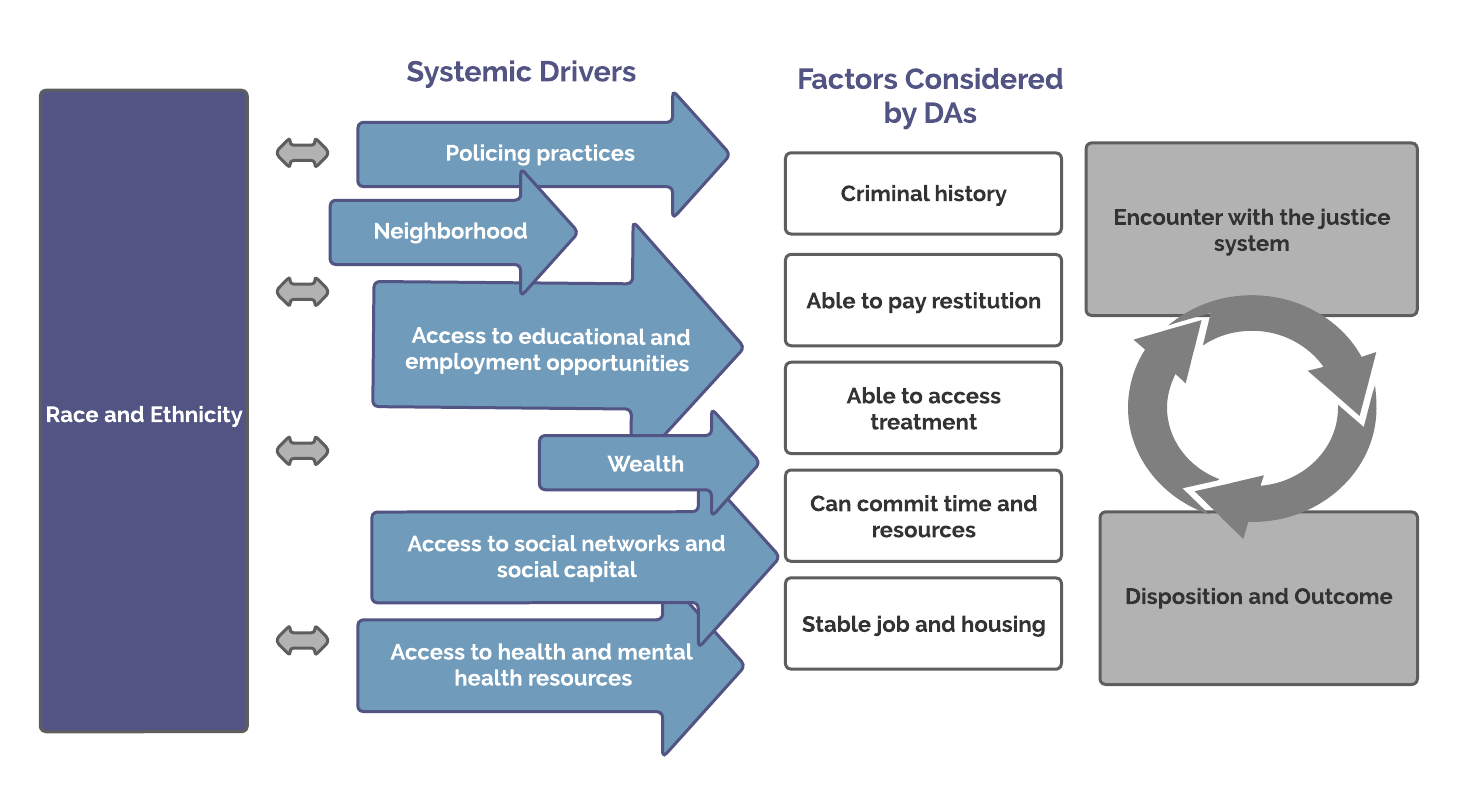 Systemic Drivers
Factors Considered
by DAs
Race and Ethnicity
Policing practices
Neighborhood
Access to educational and
employment opportunities
Wealth
Access to social networks and
social capital
Access to health and mental
health resources
Criminal history
Able to pay restitution
Able to access
treatment
Can commit time and
resources
Stable job and housing
Encounter with the justice
system
Disposition and Outcome